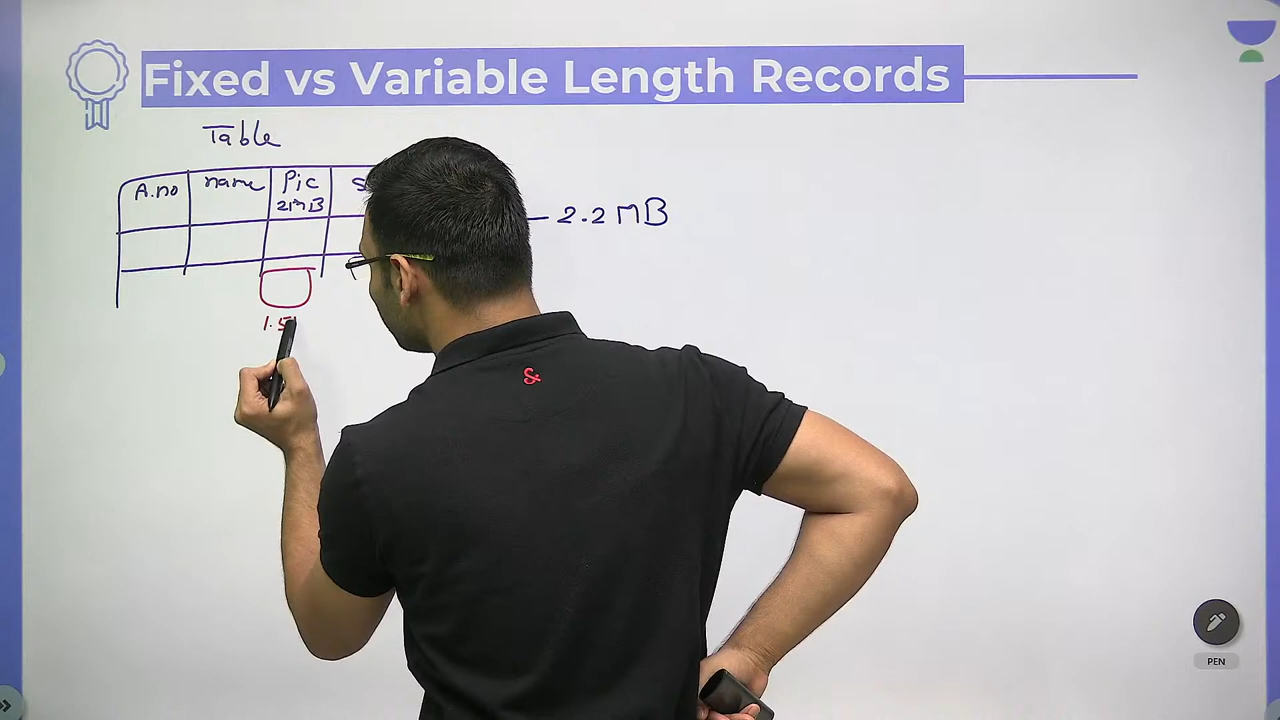 Fixed vs Variable Length Records
Table
A.no name Pic
2MB
2.2 MB
PEN